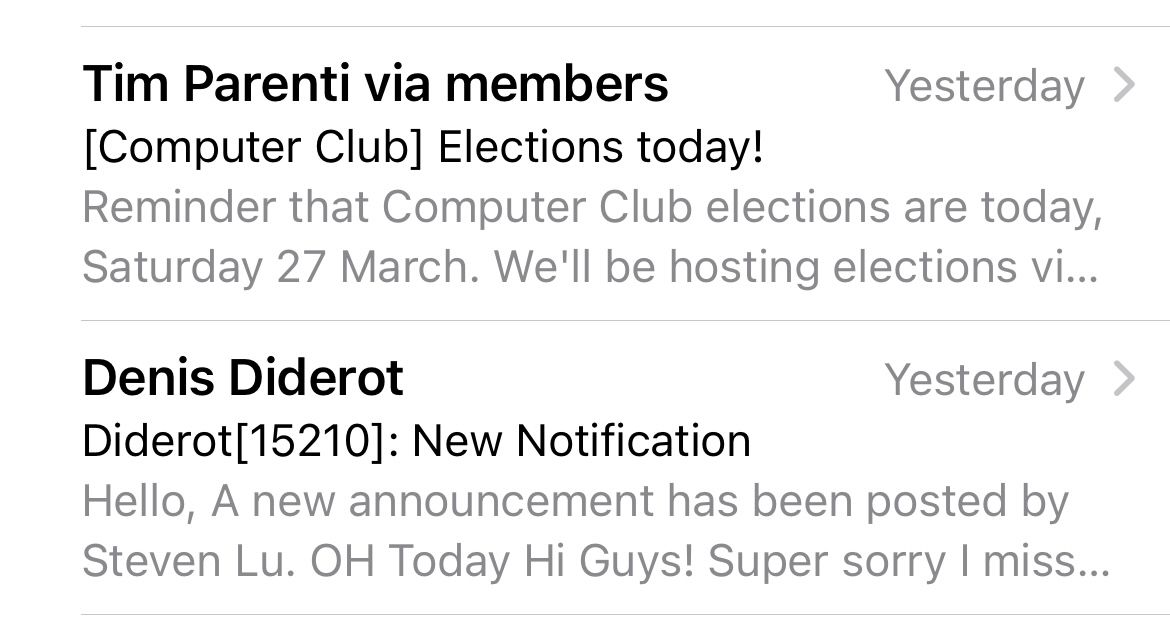 Tim Parenti via members
Yesterday
[Computer Club] Elections today!
Reminder that Computer Club elections are today,
Saturday 27 March. We'll be hosting elections vi...
Denis Diderot
Yesterday
Diderot[15210]: New Notification
Hello, A new announcement has been posted by
Steven Lu. OH Today Hi Guys! Super sorry I miss...